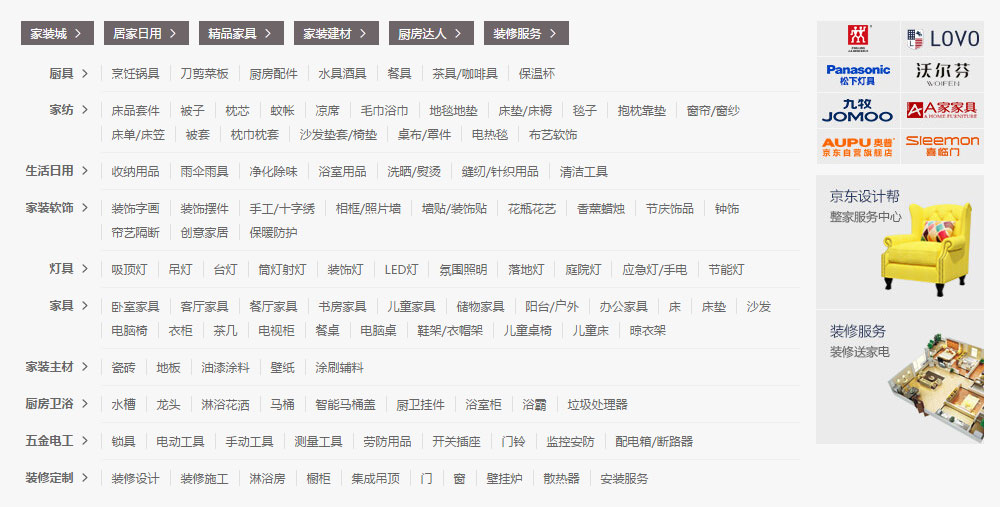 家装城 > 居家日用 > 精品家具 > 家装建材 > 厨房达人 > 装修服务 >
厨具 > 烹饪锅具 刀剪菜板 厨房配件 水具酒具 餐具 茶具/咖啡具 保温杯
家纺 > 床品套件 被子 枕芯 蚊帐 凉席 毛巾浴巾 地毯地垫 床垫/床褥 毯子 抱枕靠垫 窗帘/窗纱
床单/床笠 被套 枕巾枕套 沙发垫套/椅垫 桌布/罩件 电热毯 布艺软饰
生活日用 > 收纳用品 雨伞雨具 净化除味 浴室用品 洗晒/熨烫 缝纫/针织用品 清洁工具
家装软饰 > 装饰字画 装饰摆件 手工/十字绣 相框/照片墙 墙贴/装饰贴 花瓶花艺 香薰蜡烛 节庆饰品 钟饰
帘艺隔断 创意家居 保暖防护
灯具 > 吸顶灯 吊灯 台灯 筒灯射灯 装饰灯 LED灯 氛围照明 落地灯 庭院灯 应急灯/手电 节能灯
家具 > 卧室家具 客厅家具 餐厅家具 书房家具 儿童家具 储物家具 阳台/户外 办公家具 床 床垫 沙发
电脑椅 衣柜 茶几 电视柜 餐桌 电脑桌 鞋架/衣帽架 儿童桌椅 儿童床 晾衣架
家装主材 > 瓷砖 地板 油漆涂料 壁纸 涂刷辅料
厨房卫浴 > 水槽 龙头 淋浴花洒 马桶 智能马桶盖 厨卫挂件 浴室柜 浴霸 垃圾处理器
五金电工 > 锁具 电动工具 手动工具 测量工具 劳防用品 开关插座 门铃 监控安防 配电箱/断路器
装修定制 > 装修设计 装修施工 淋浴房 橱柜 集成吊顶 门 窗 壁挂炉 散热器 安装服务
LOVO
Panasonic
松下灯具
沃尔芬
WOIFEN
九牧
JOMOO
A家家具
A HOME FURNITURE
AUPU奥普
京东自营旗舰店
Sleemon
喜临门
京东设计帮
整家服务中心
装修服务
装修送家电